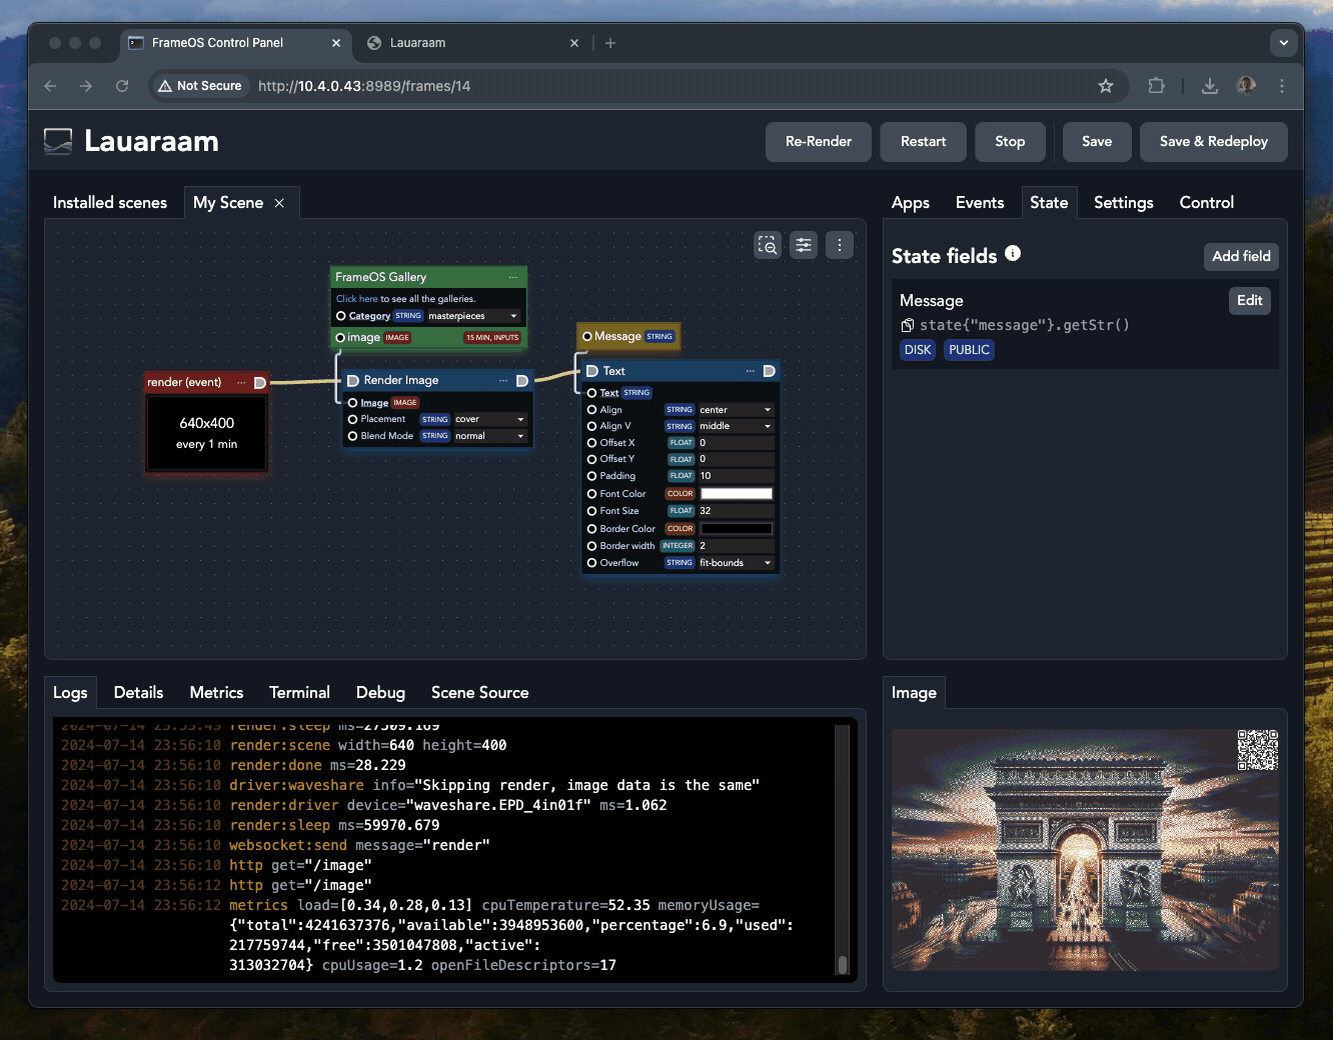 FrameOS Control Panel
Lauaraam
Not Secure
http://10.4.0.43:8989/frames/14
Lauaraam
Re-Render
Restart
Stop
Save
Save & Redeploy
Installed scenes
My Scene
FrameOS Gallery
Click here to see all the galleries.
Category STRING masterpieces
image IMAGE 15 MIN, INPUTS
render (event)
640x400
every 1 min
Render Image
Image IMAGE
Placement STRING cover
Blend Mode STRING normal
Message STRING
Text
Text STRING
Align STRING center
Align V STRING middle
Offset X FLOAT 0
Offset Y FLOAT 0
Padding FLOAT 10
Font Color COLOR
Font Size FLOAT 32
Border Color COLOR
Border width INTEGER 2
Overflow STRING fit-bounds
Apps
Events
State
Settings
Control
State fields
Add field
Message
Edit
state{"message"}.getStr()
DISK PUBLIC
Logs
Details
Metrics
Terminal
Debug
Scene Source
2024-07-14 23:55:43 render:sleep ms=27509.169
2024-07-14 23:56:10 render:scene width=640 height=400
2024-07-14 23:56:10 render:done ms=28.229
2024-07-14 23:56:10 driver:waveshare info="Skipping render, image data is the same"
2024-07-14 23:56:10 render:driver device="waveshare.EPD_4in01f" ms=1.062
2024-07-14 23:56:10 render:sleep ms=59970.679
2024-07-14 23:56:10 websocket:send message="render"
2024-07-14 23:56:10 http get="/image"
2024-07-14 23:56:12 http get="/image"
2024-07-14 23:56:12 metrics load=[0.34,0.28,0.13] cpuTemperature=52.35 memoryUsage=
{"total":4241637376,"available":3948953600,"percentage":6.9,"used":
217759744,"free":3501047808,"active":
313032704} cpuUsage=1.2 openFileDescriptors=17
Image